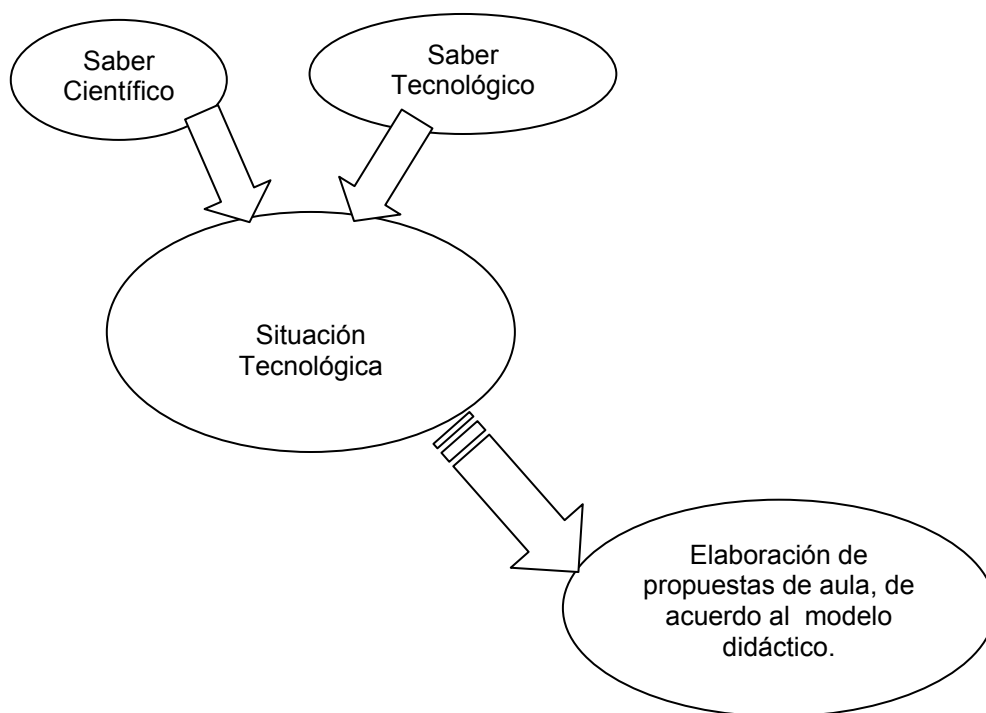 Saber
Científico
Saber
Tecnológico
Situación
Tecnológica
Elaboración de
propuestas de aula, de
acuerdo al  modelo
didáctico.